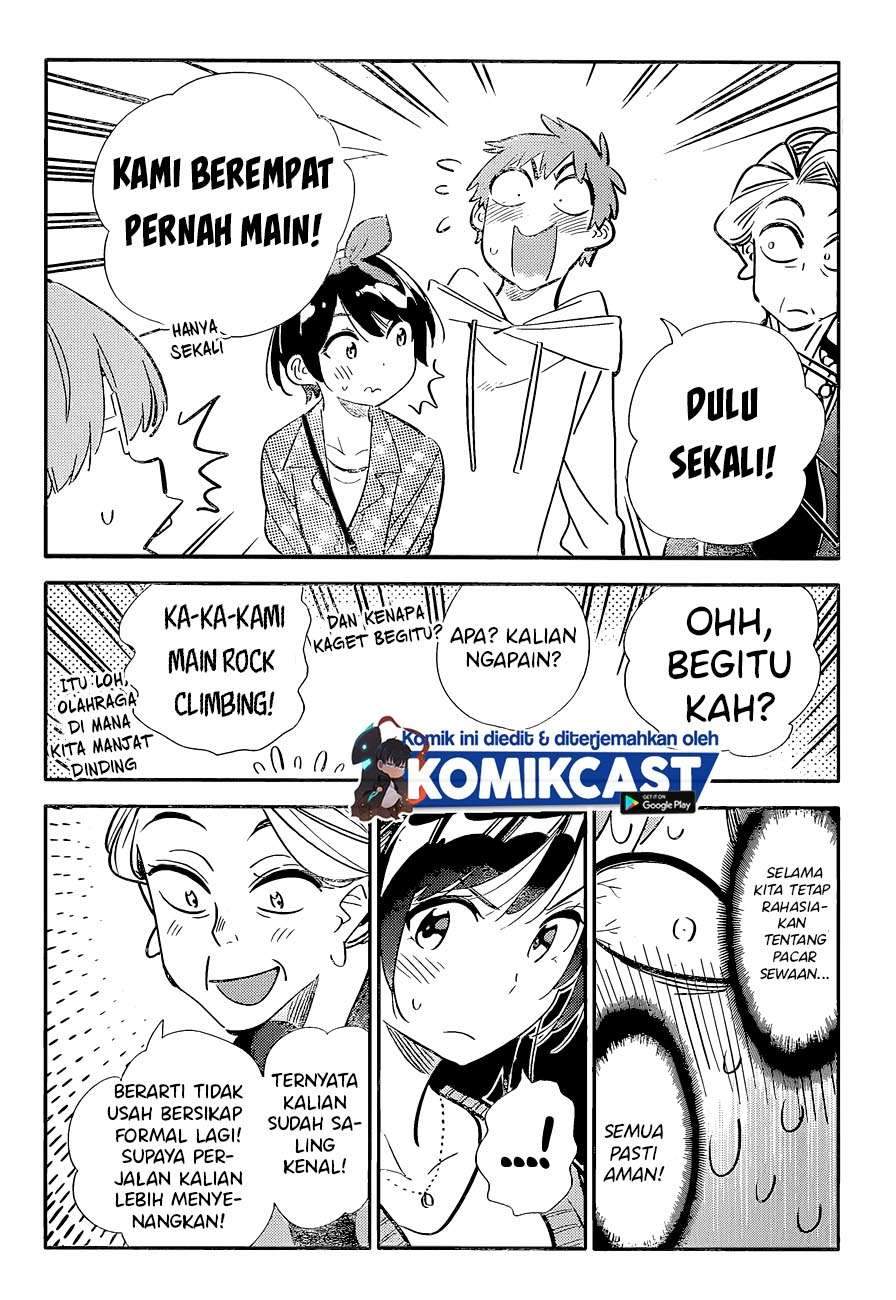 DULU
SEKALI!
KAMI BEREMPAT
PERNAH MAIN!
HANYA
SEKALI
OHH,
BEGITU
KAH?
APA? KALIAN
NGAPAIN?
DAN KENAPA
KAGET BEGITU?
KA-KA-KAMI
MAIN ROCK
CLIMBING!
ITU LOH,
OLAHRAGA
DI MANA
KITA MANJAT
DINDING
Komik ini diedit & diterjemahkan oleh
KOMIKCAST
GET IT ON
Google Play
SELAMA
KITA TETAP
RAHASIA-
KAN
TENTANG
PACAR
SEWAAN...
SEMUA
PASTI
AMAN!
....!
TERNYATA
KALIAN
SUDAH SA-
LING
KENAL!
BERARTI TIDAK
USAH BERSIKAP
FORMAL LAGI!
SUPAYA PER-
JALAN KALIAN
LEBIH MENYE-
NANGKAN!